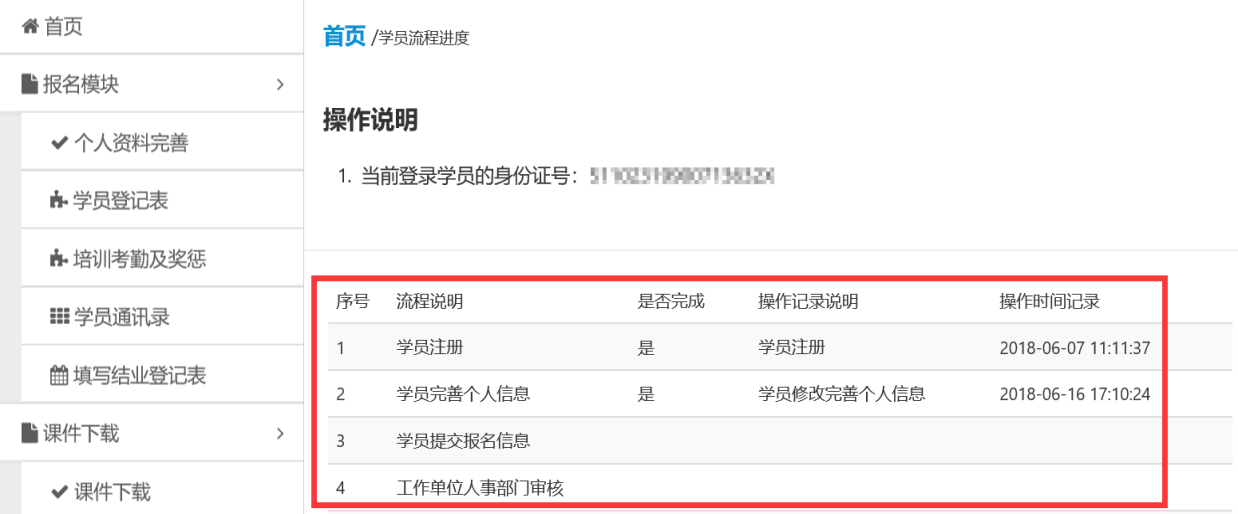 首页
报名模块
个人资料完善
学员登记表
培训考勤及奖惩
学员通讯录
填写结业登记表
课件下载
课件下载
首页 /学员流程进度
操作说明
1. 当前登录学员的身份证号：
序号 流程说明 是否完成 操作记录说明 操作时间记录
1 学员注册 是 学员注册 2018-06-07 11:11:37
2 学员完善个人信息 是 学员修改完善个人信息 2018-06-16 17:10:24
3 学员提交报名信息
4 工作单位人事部门审核